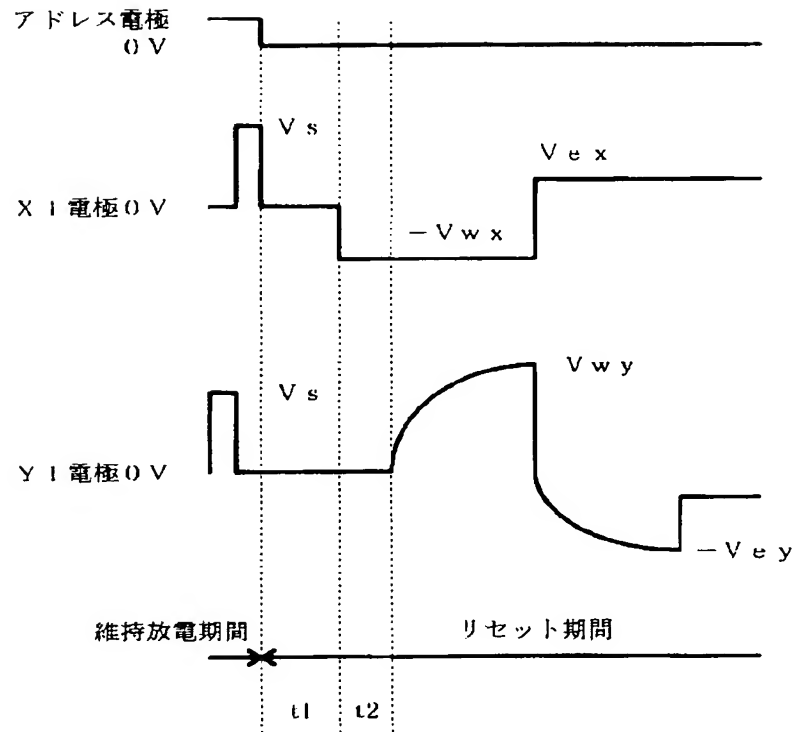 アドレス電極
0V
Vs
Vex
X1電極0V
-Vwx
Vwy
Vs
Y1電極0V
-Vey
維持放電期間
リセット期間
t1
t2